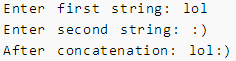 Enter first string: lol
Enter second string: :)
After concatenation: lol:)